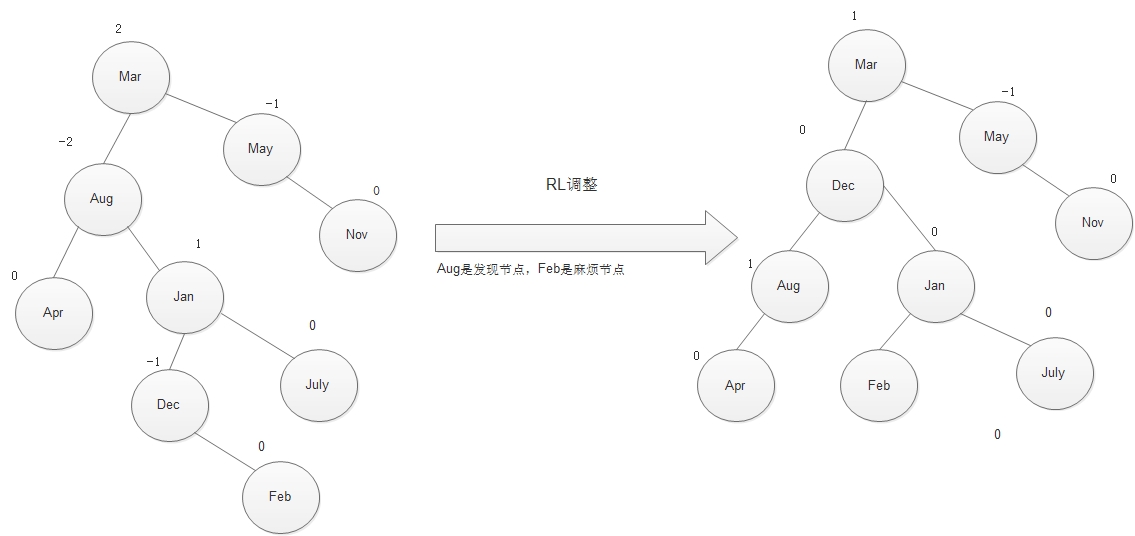 2
Mar
-1
-2
May
Aug
0
Nov
0
1
Apr
Jan
0
-1
July
Dec
0
Feb
RL调整
Aug是发现节点，Feb是麻烦节点
1
Mar
-1
0
May
Dec
0
Nov
0
1
Aug
Jan
0
0
Apr
Feb
July
0